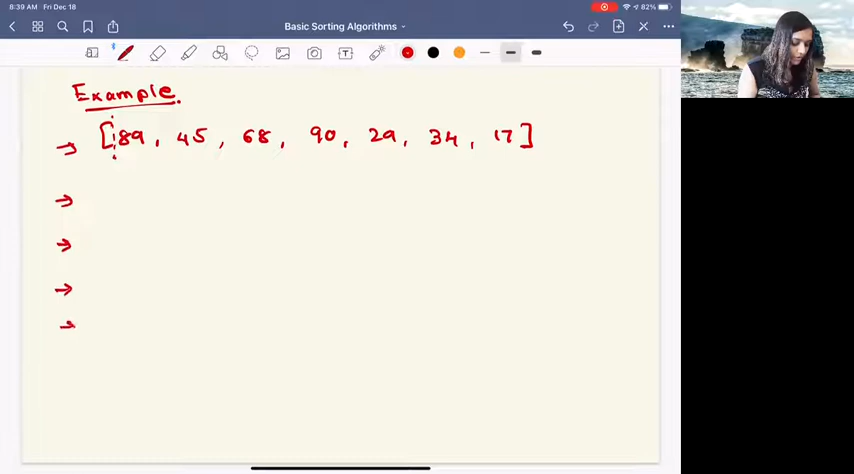 8:39 AM Fri Dec 18
82%
Basic Sorting Algorithms
T
Example.
→ [ 89, 45, 68, 90, 29, 34, 17 ]
→
→
→
→